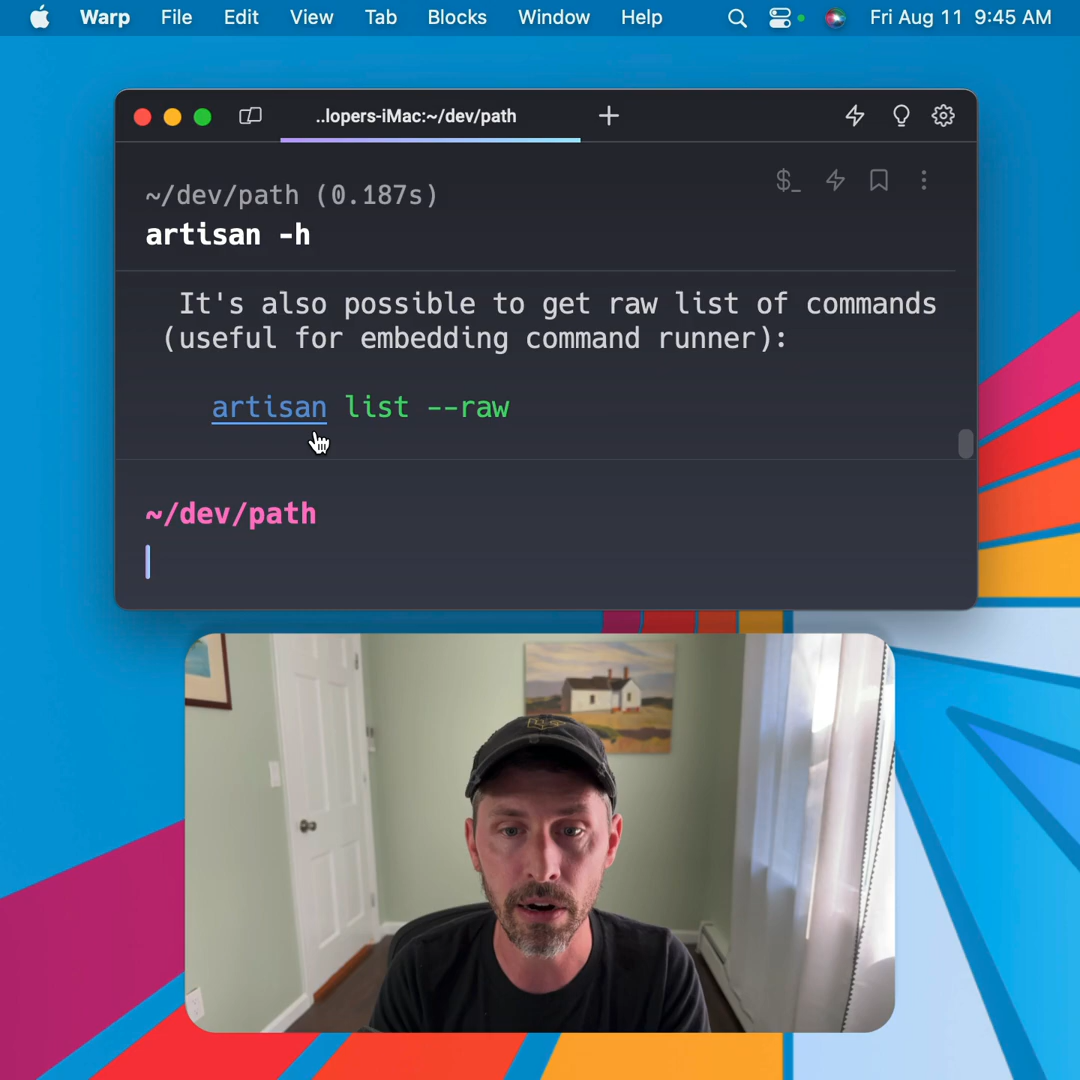 Warp File Edit View Tab Blocks Window Help Fri Aug 11 9:45 AM
..lopers-iMac:~/dev/path
$_
~/dev/path (0.187s)
artisan -h
It's also possible to get raw list of commands
(useful for embedding command runner):
artisan list --raw
~/dev/path